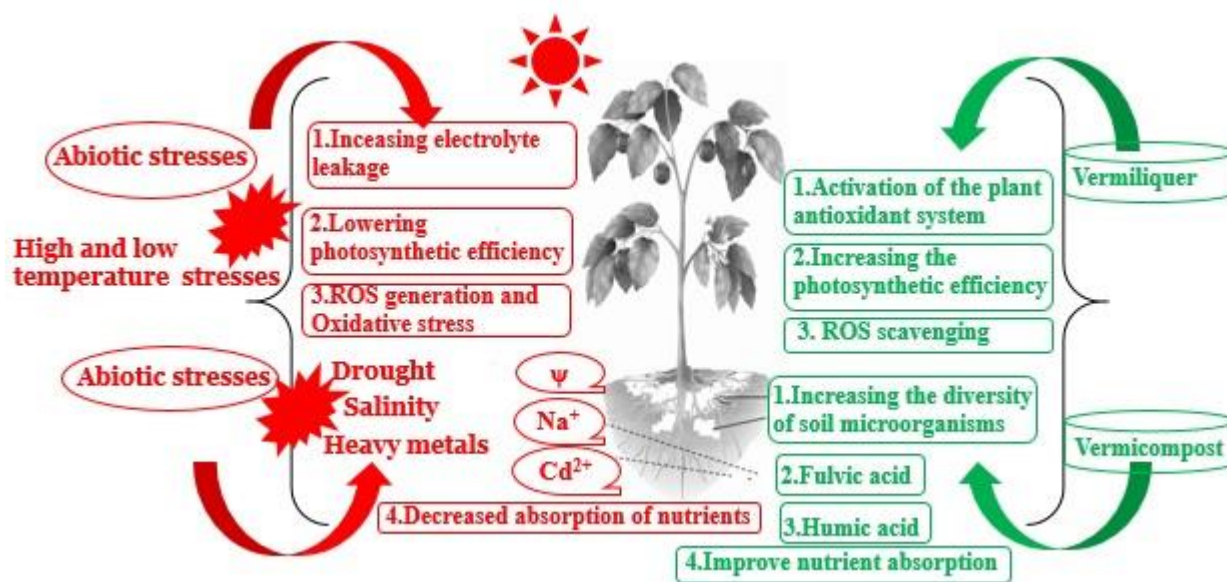 Abiotic stresses
High and low
temperature stresses
1.Inceasing electrolyte
leakage
2.Lowering
photosynthetic efficiency
3.ROS generation and
Oxidative stress
Abiotic stresses
Drought
Salinity
Heavy metals
ψ
Na⁺
Cd²⁺
4.Decreased absorption of nutrients
Vermiliquer
1.Activation of the plant
antioxidant system
2.Increasing the
photosynthetic efficiency
3. ROS scavenging
1.Increasing the diversity
of soil microorganisms
2.Fulvic acid
3.Humic acid
4.Improve nutrient absorption
Vermicompost